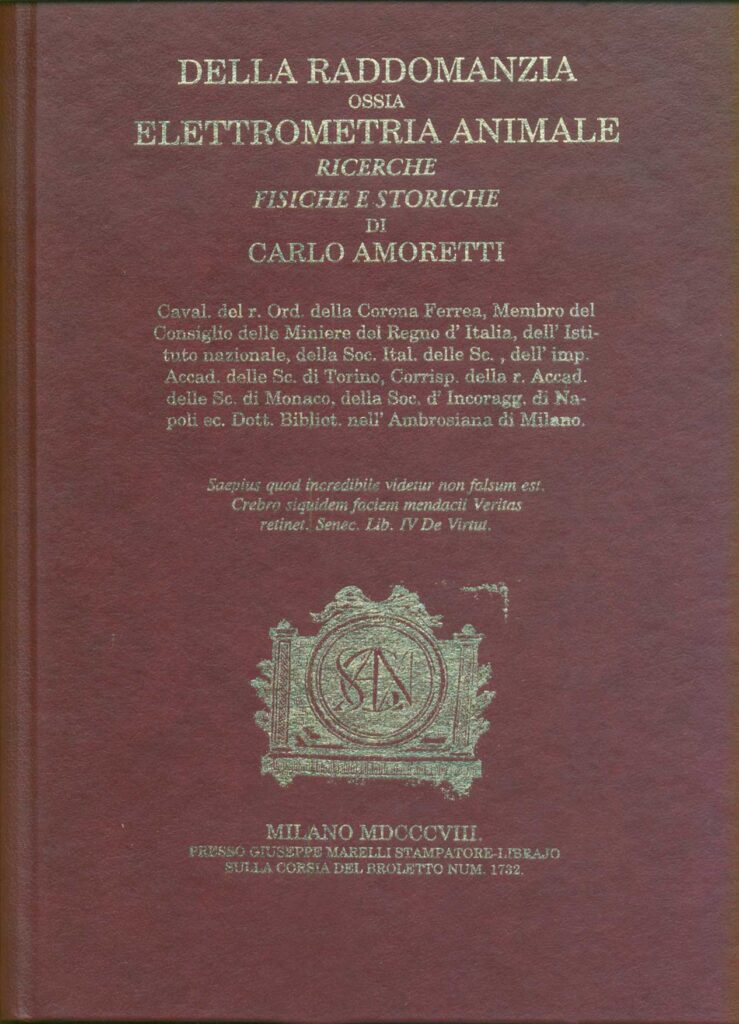 DELLA RADDOMANZIA
OSSIA
ELETTROMETRIA ANIMALE
RICERCHE
FISICHE E STORICHE
DI
CARLO AMORETTI
Caval. del r. Ord. della Corona Ferrea, Membro del
Consiglio delle Miniere del Regno d' Italia, dell' Isti-
tuto nazionale, della Soc. Ital. delle Sc. , dell' imp.
Accad. delle Sc. di Torino, Corrisp. della r. Accad.
delle Sc. di Monaco, della Soc. d' Incoragg. di Na-
poli ec. Dott. Bibliot. nell' Ambrosiana di Milano.
Saepius quod incredibile videtur non falsum est.
Crebro siquidem faciem mendacii Veritas
retinet. Senec. Lib. IV De Virtut.
MILANO MDCCCVIII.
PRESSO GIUSEPPE MARELLI STAMPATORE-LIBRAJO
SULLA CORSIA DEL BROLETTO NUM. 1732.